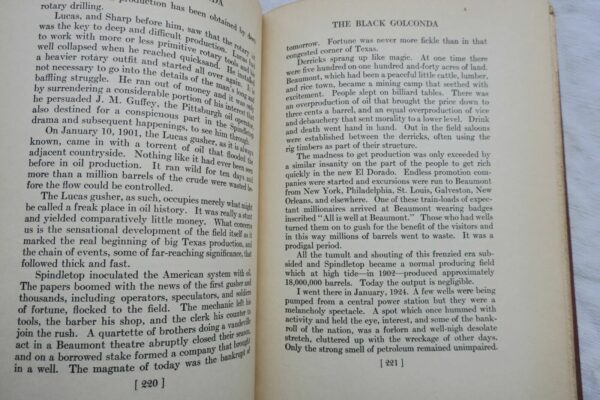 production has been obtained by
rotary drilling.
Lucas, and Sharp before him, saw that the rotary
was the key to deep and difficult production. Lucas
to work with more or less primitive rotary tools and his
well collapsed when he reached quicksand. He installed
a heavier rotary outfit and started all over again. It is
not necessary to go into the details of the man's long and
baffling struggle. He ran out of money and it was only
by surrendering a considerable portion of his interest that
he persuaded J. M. Guffey, the Pittsburgh oil operator,
also destined for a conspicuous part in the Spindletop
drama and subsequent happenings, to see him through.
On January 10, 1901, the Lucas gusher, as it is always
known, came in with a torrent of oil that flooded the
adjacent countryside. Nothing like it had ever been seen
before in oil production. It ran wild for ten days and
more than a million barrels of the crude were wasted be-
fore the flow could be controlled.
The Lucas gusher, as such, occupies merely what might
be called a freak place in oil history. It was really a stunt
and yielded comparatively little money. What concerns
us is the sensational development of the field itself as it
marked the real beginning of big Texas production, and
the chain of events, some of far-reaching significance, that
followed thick and fast.
Spindletop inoculated the American system with oil.
The papers boomed with the news of the first gusher and
thousands, including operators, speculators, and soldiers
of fortune, flocked to the field. The mechanic left his
tools, the barber his shop, and the clerk his counter to
join the rush. A quartette of brothers doing a vaudeville
act in a Beaumont theatre abruptly closed their season,
and on a borrowed stake formed a company that brought
in a well. The magnate of today was the bankrupt of
[ 220 ]
THE BLACK GOLCONDA
tomorrow. Fortune was never more fickle than in that
congested corner of Texas.
Derricks sprang up like magic. At one time there
were five hundred on one hundred and-forty acres of land.
Beaumont, which had been a peaceful little cattle, lumber,
and rice town, became a mining camp that seethed with
excitement. People slept on billiard tables. There was
an overproduction of oil that brought the price down to
three cents a barrel, and an equal overproduction of vice
and debauchery that sent morality to a lower level. Drink
and death went hand in hand. Out in the field saloons
were established between the derricks, often using the
rig timbers as part of their structure.
The madness to get production was only exceeded by
a similar insanity on the part of the people to get rich
quickly in the new El Dorado. Endless promotion com-
panies were started and excursions were run to Beaumont
from New York, Philadelphia, St. Louis, Galveston, New
Orleans, and elsewhere. One of these train-loads of expec-
tant millionaires arrived at Beaumont wearing badges
inscribed "All is well at Beaumont." Those who had wells
turned them on to gush for the benefit of the visitors and
in this way millions of barrels went to waste. It was a
prodigal period.
All the tumult and shouting of this frenzied era sub-
sided and Spindletop became a normal producing field
which at high tide—in 1902—produced approximately
18,000,000 barrels. Today the output is negligible.
I went there in January, 1924. A few wells were being
pumped from a central power station but they were a
melancholy spectacle. A spot which once hummed with
activity and held the eye, interest, and some of the bank-
roll of the nation, was a forlorn and well-nigh desolate
stretch, cluttered up with the wreckage of other days.
Only the strong smell of petroleum remained unimpaired.
[ 221 ]